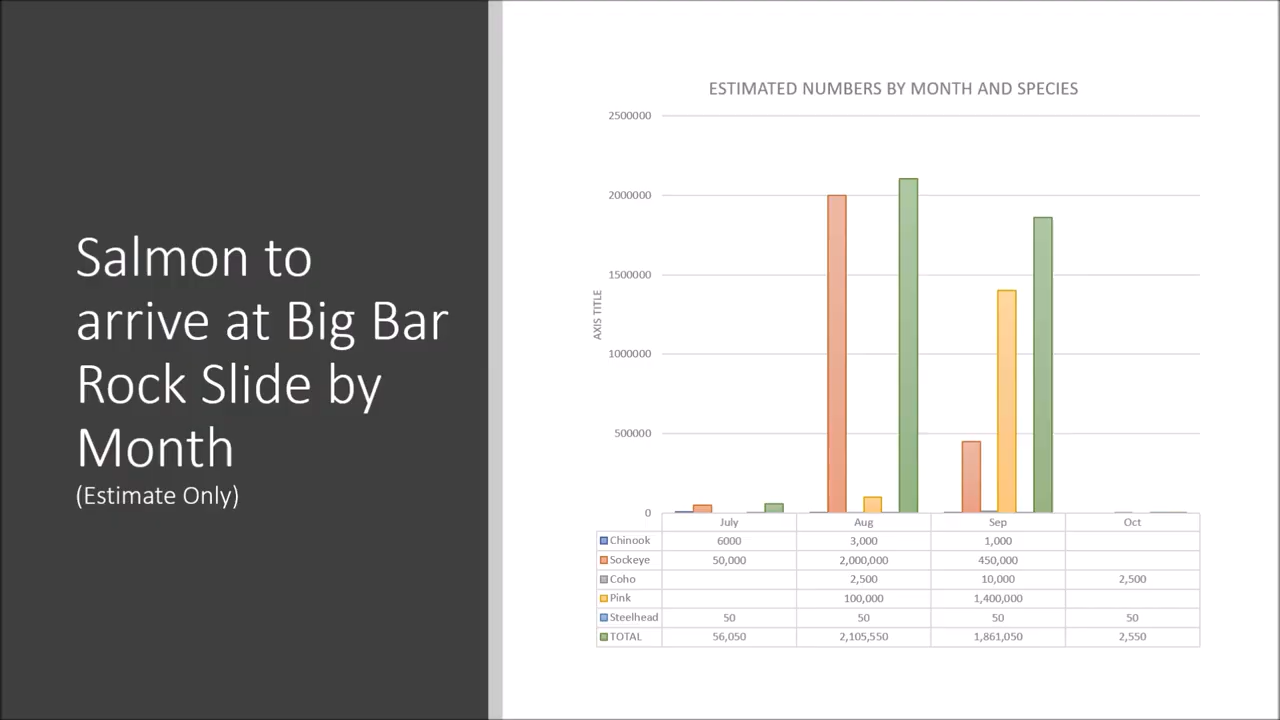 Salmon to
arrive at Big Bar
Rock Slide by
Month
(Estimate Only)
ESTIMATED NUMBERS BY MONTH AND SPECIES
2500000
2000000
1500000
1000000
500000
0
AXIS TITLE
July Aug Sep Oct
Chinook 6000 3,000 1,000
Sockeye 50,000 2,000,000 450,000
Coho 2,500 10,000 2,500
Pink 100,000 1,400,000
Steelhead 50 50 50 50
TOTAL 56,050 2,105,550 1,861,050 2,550